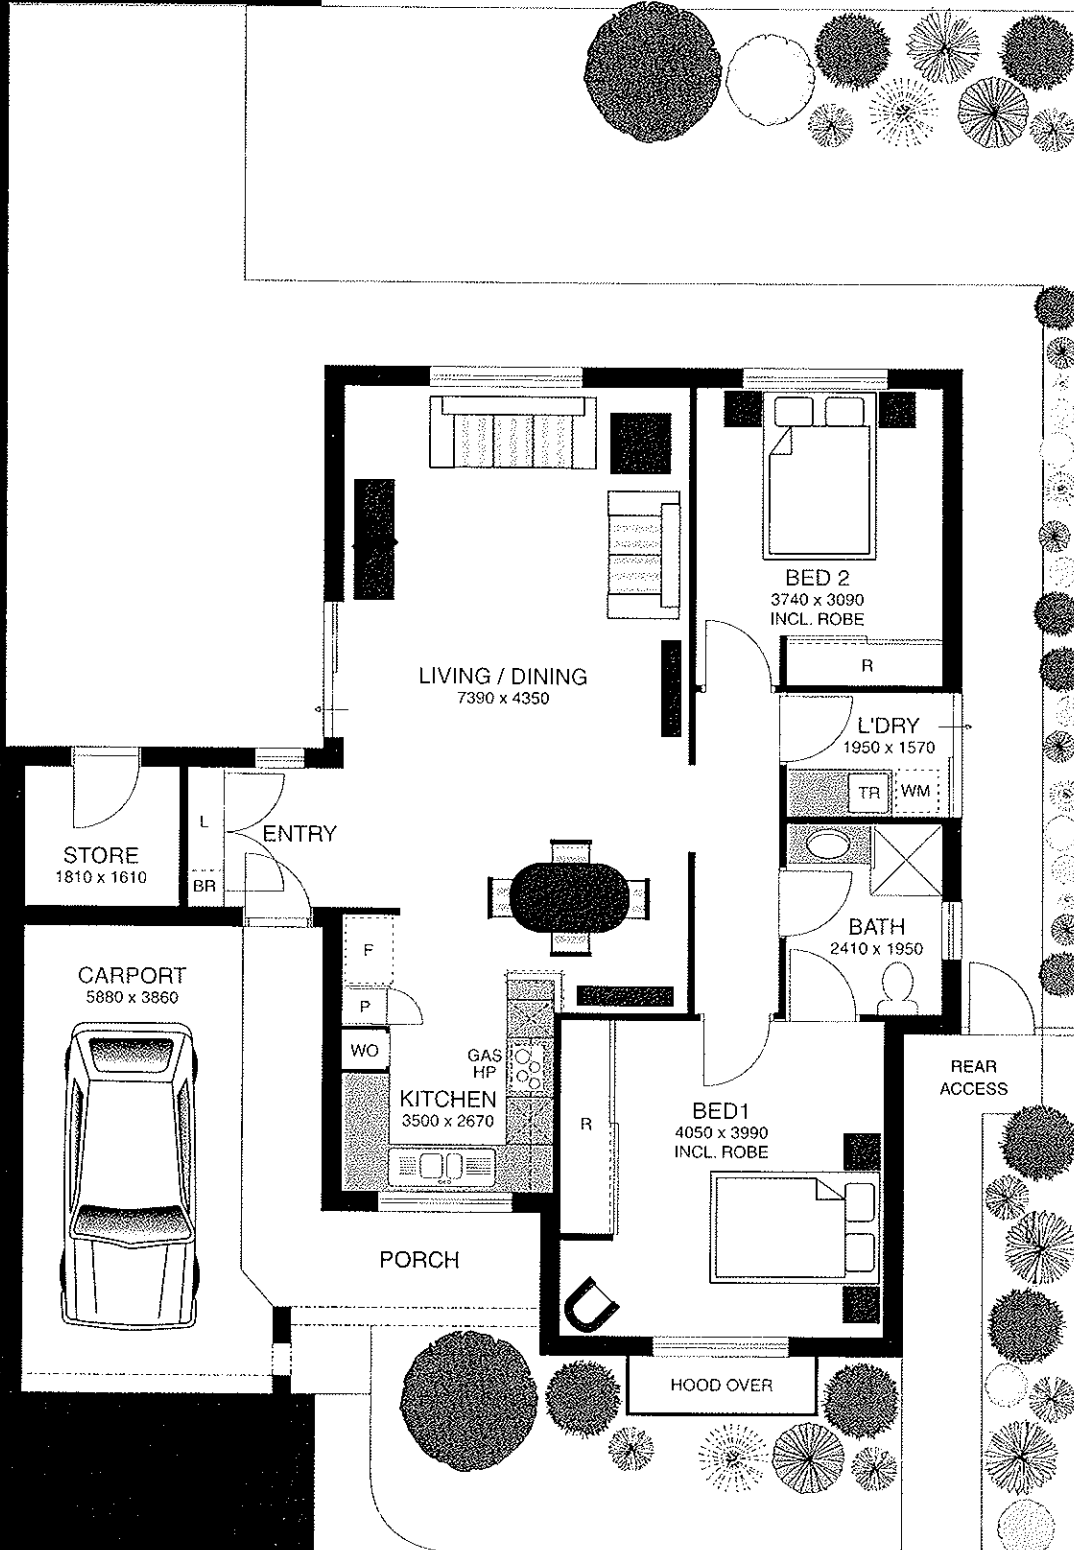 BED 2
3740 x 3090
INCL. ROBE
R
LIVING / DINING
7390 x 4350
L'DRY
1950 x 1570
TR
WM
L
ENTRY
BR
STORE
1810 x 1610
BATH
2410 x 1950
CARPORT
5880 x 3860
F
P
WO
GAS
HP
KITCHEN
3500 x 2670
R
BED1
4050 x 3990
INCL. ROBE
REAR
ACCESS
PORCH
HOOD OVER